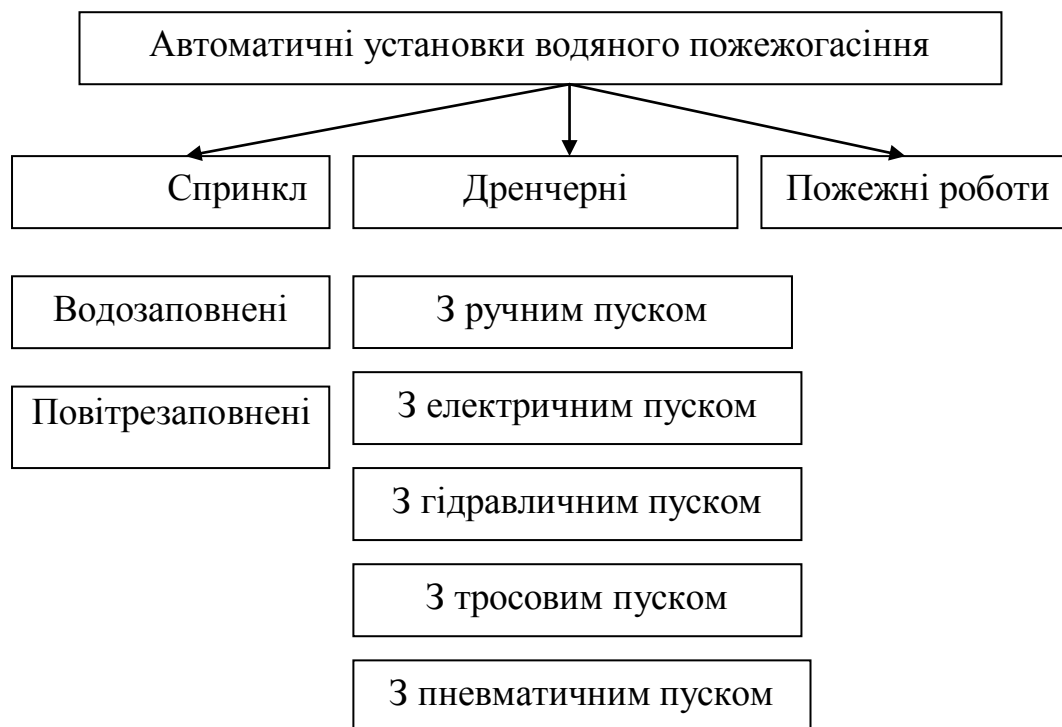 Автоматичні установки водяного пожежогасіння
Спринкл
Дренчерні
Пожежні роботи
Водозаповнені
З ручним пуском
Повітрезаповнені
З електричним пуском
З гідравличним пуском
З тросовим пуском
З пневматичним пуском